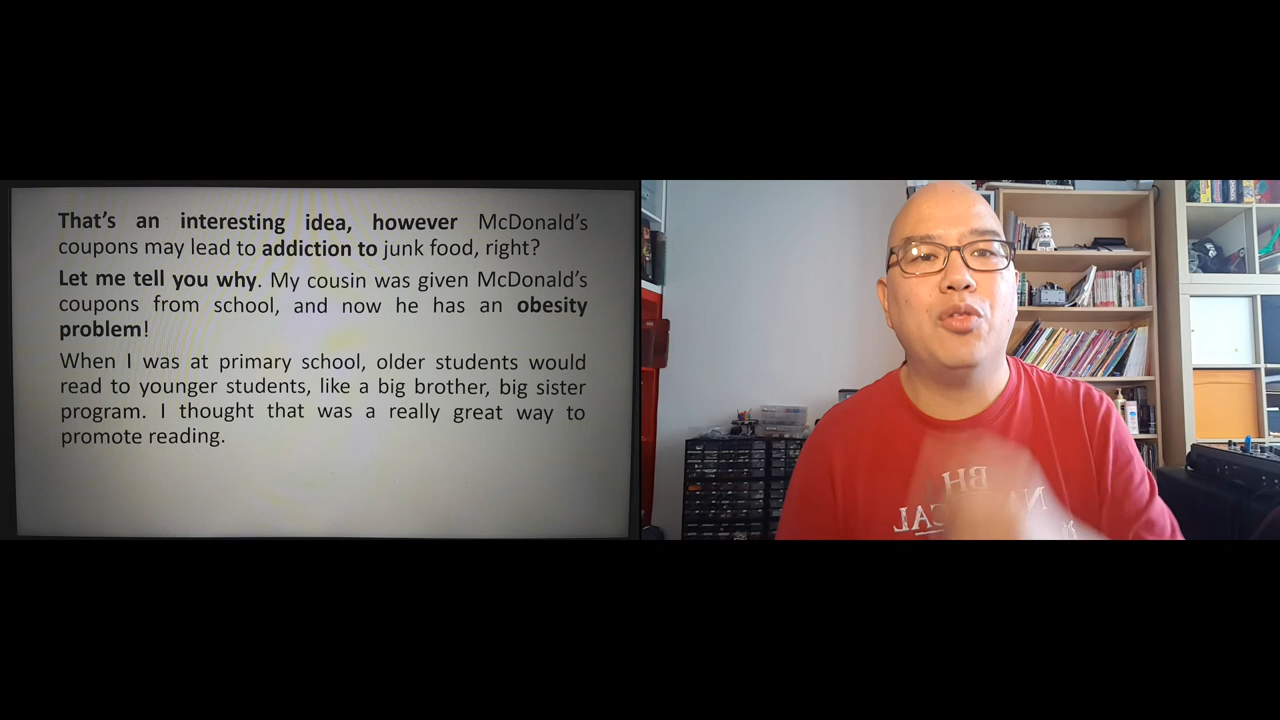 That's an interesting idea, however McDonald's
coupons may lead to addiction to junk food, right?
Let me tell you why. My cousin was given McDonald's
coupons from school, and now he has an obesity
problem!
When I was at primary school, older students would
read to younger students, like a big brother, big sister
program. I thought that was a really great way to
promote reading.